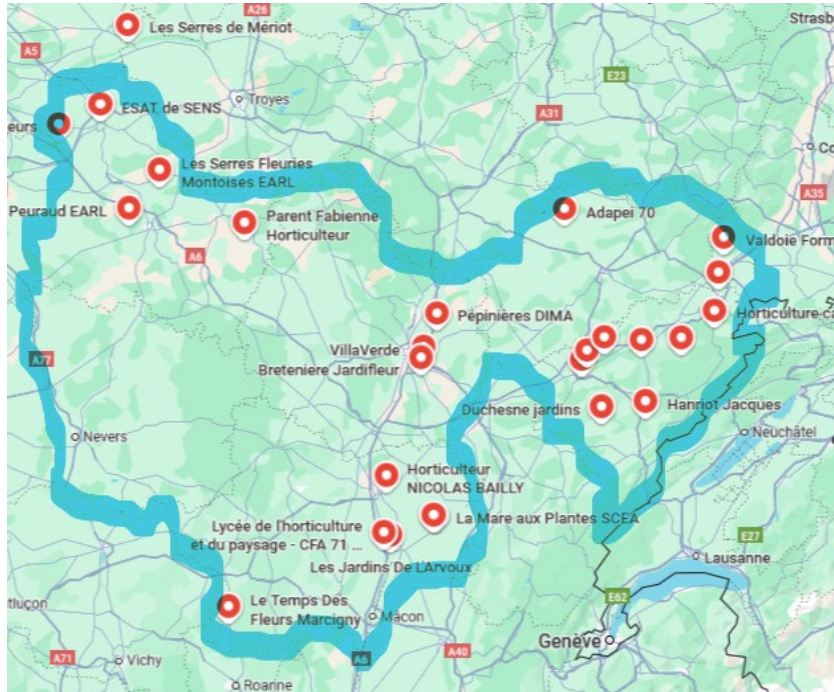 Strasb
A26
Les Serres de Mériot
A5
E23
Troyes
ESAT de SENS
A31
eurs
Co
Les Serres Fleuries
Montoises EARL
A35
Peuraud EARL
Parent Fabienne
Horticulteur
Adapei 70
Valdoie Form
A6
Pépinières DIMA
Horticulture-ca
VillaVerde
Breteniere Jardifleur
A77
Duchesne jardins
Hanriot Jacques
Nevers
Neuchâtel
Horticulteur
NICOLAS BAILLY
La Mare aux Plantes SCEA
Lycée de l'horticulture
et du paysage - CFA 71 ...
E27
Lausanne
Les Jardins De L'Arvoux
E62
tluçon
Le Temps Des
Fleurs Marcigny
Mâcon
Genève
A71
Vichy
A6
A40
Roanne